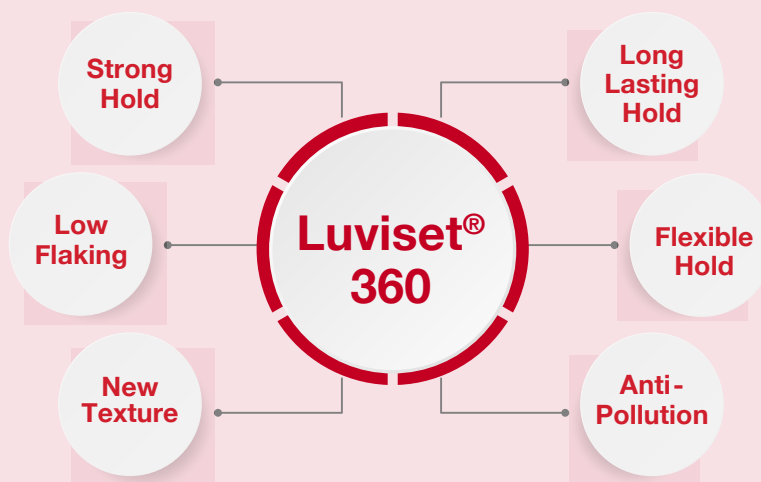 Strong
Hold
Long
Lasting
Hold
Low
Flaking
Luviset®
360
Flexible
Hold
New
Texture
Anti-
Pollution